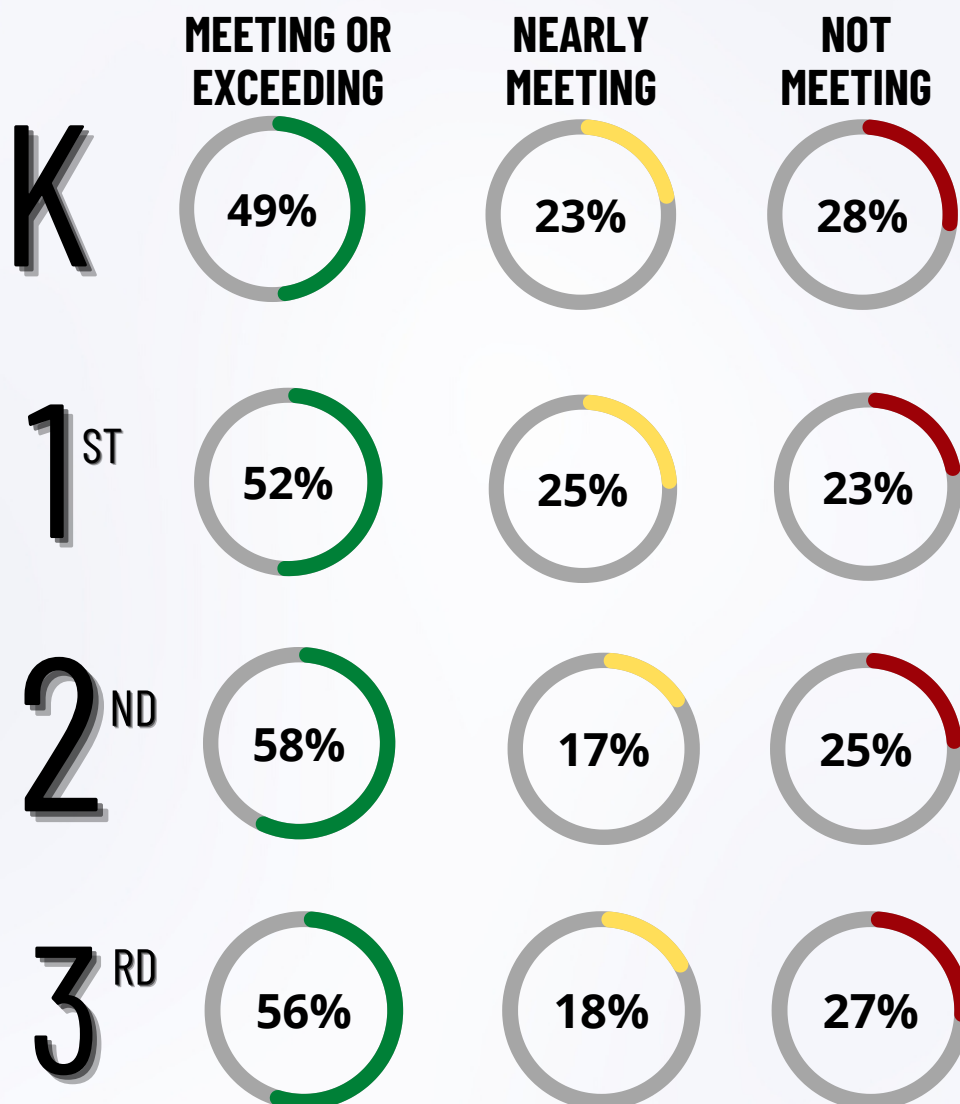 MEETING OR
EXCEEDING
NEARLY
MEETING
NOT
MEETING
K
49%
23%
28%
1ST
52%
25%
23%
2ND
58%
17%
25%
3RD
56%
18%
27%